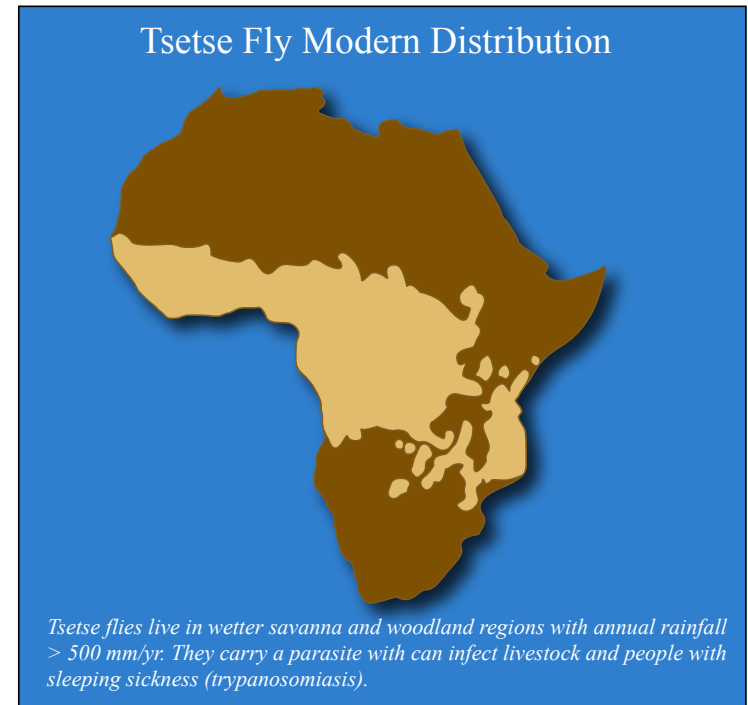 Tsetse Fly Modern Distribution
Tsetse flies live in wetter savanna and woodland regions with annual rainfall
> 500 mm/yr. They carry a parasite with can infect livestock and people with
sleeping sickness (trypanosomiasis).